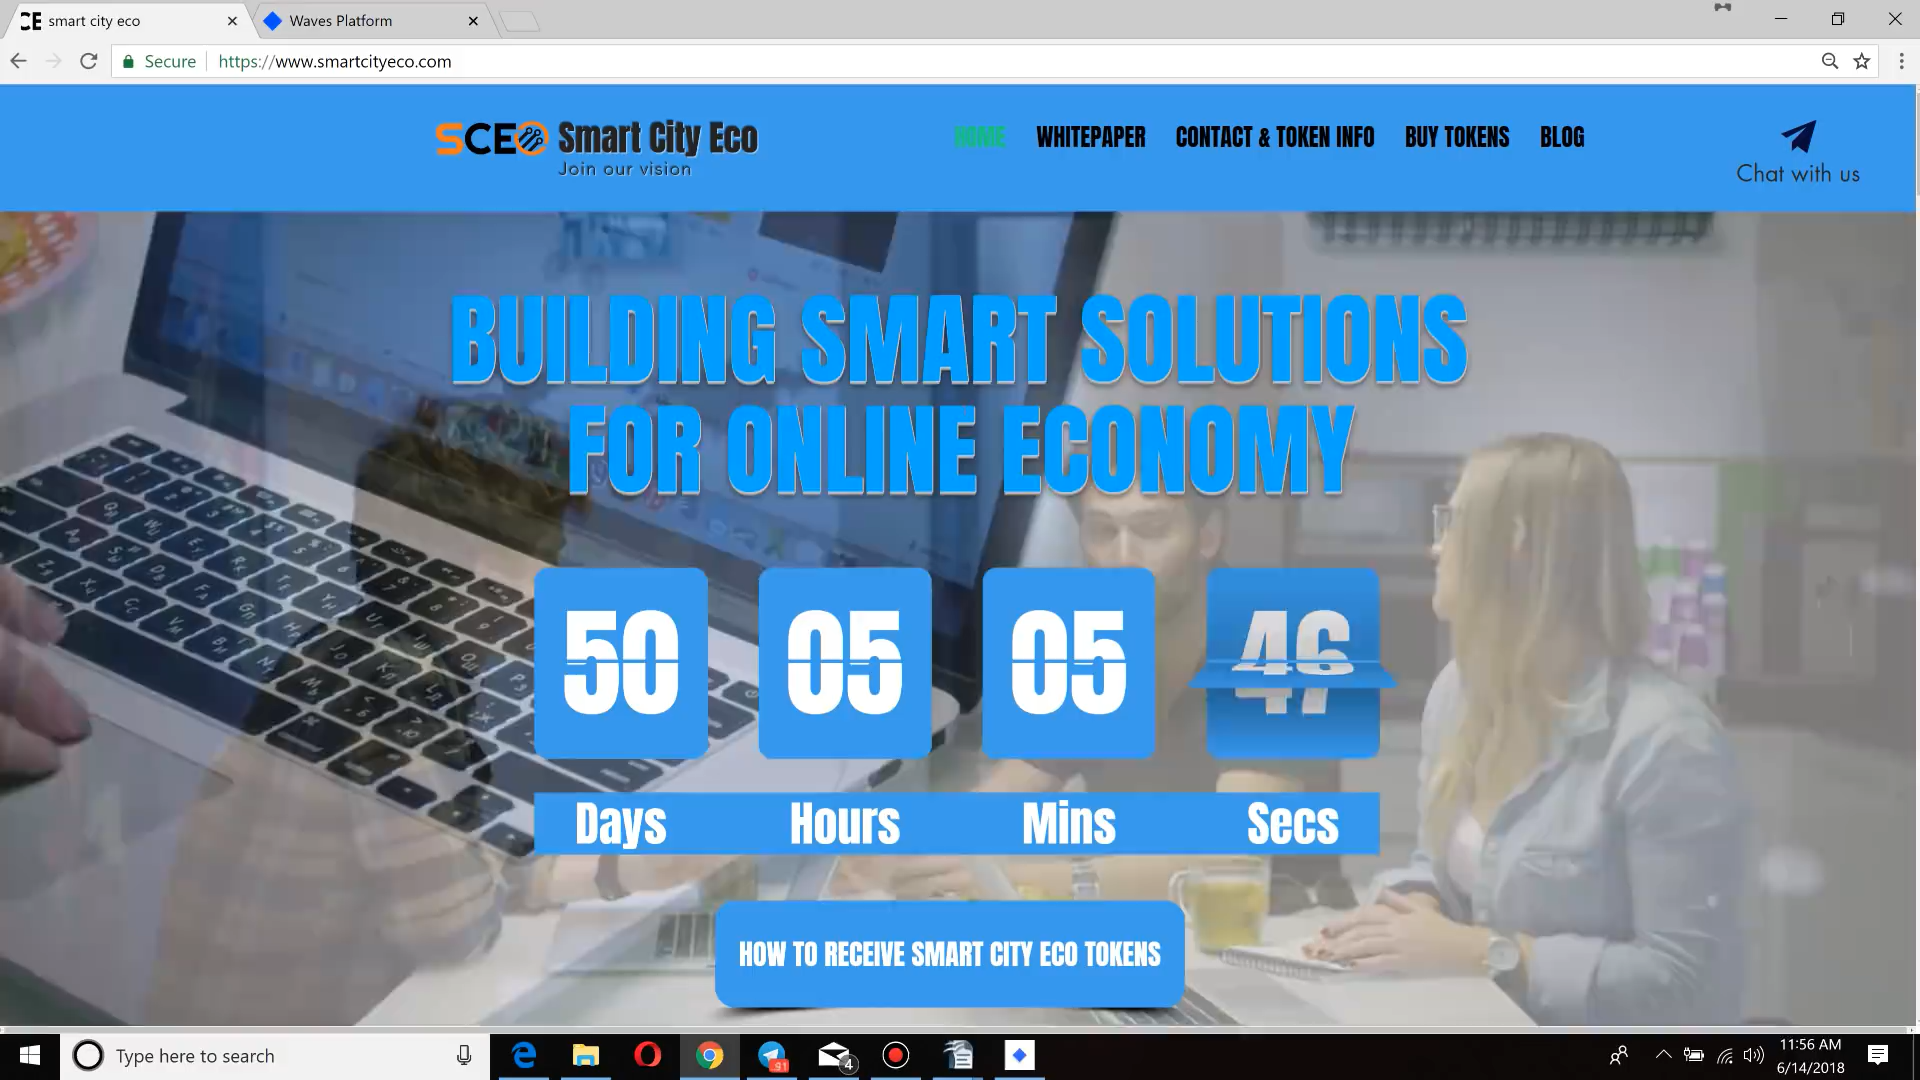 smart city eco
Waves Platform
Secure
https://www.smartcityeco.com
SCEO Smart City Eco
Join our vision
HOME
WHITEPAPER
CONTACT & TOKEN INFO
BUY TOKENS
BLOG
Chat with us
BUILDING SMART SOLUTIONS
FOR ONLINE ECONOMY
50 05 05 46
Days Hours Mins Secs
HOW TO RECEIVE SMART CITY ECO TOKENS
Type here to search
91
4
11:56 AM
6/14/2018